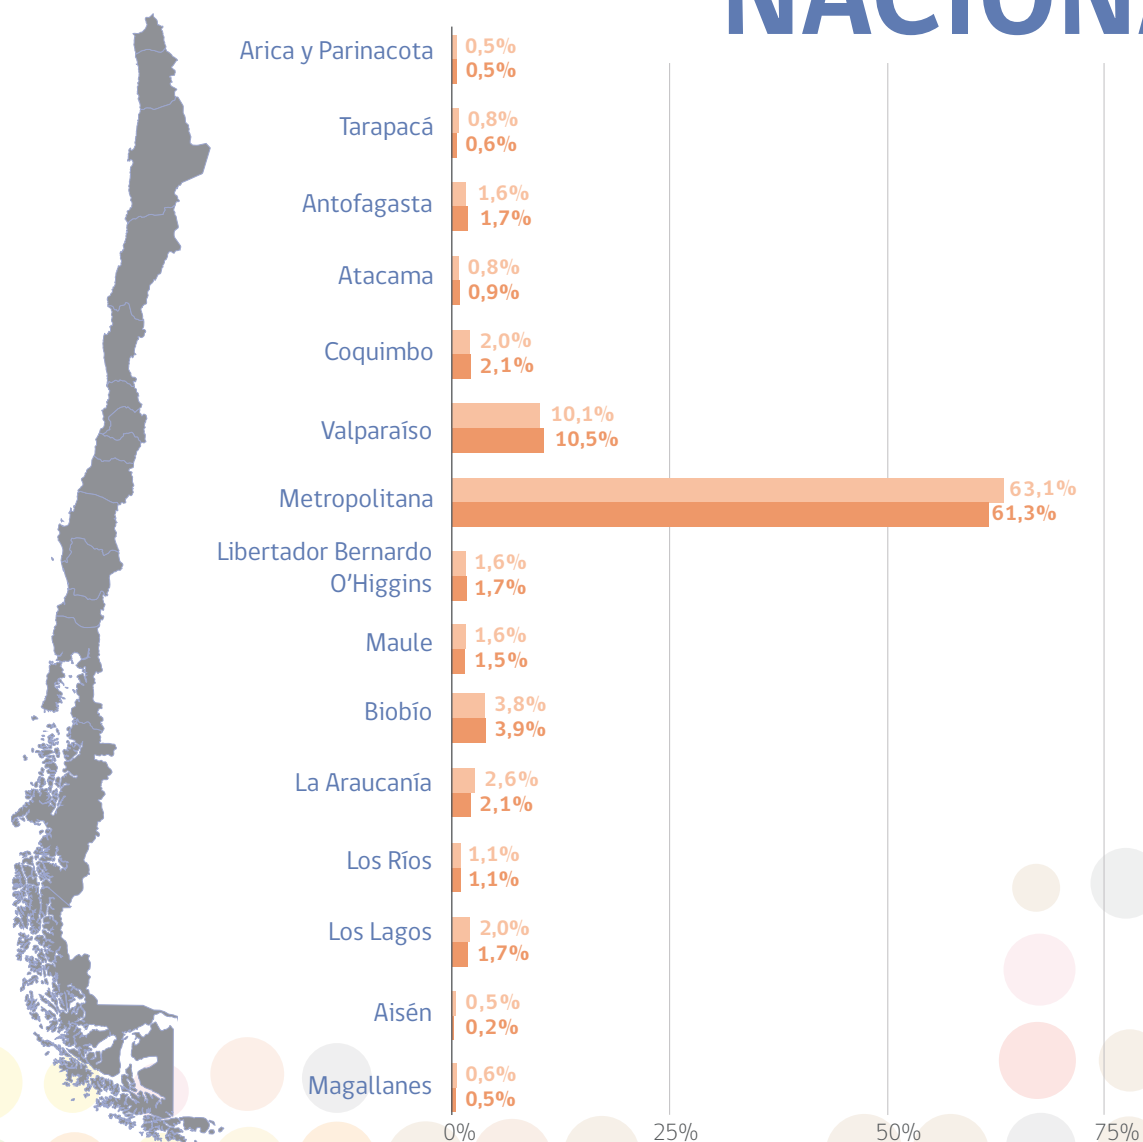 NACIONA
Arica y Parinacota
0,5%
0,5%
Tarapacá
0,8%
0,6%
Antofagasta
1,6%
1,7%
Atacama
0,8%
0,9%
Coquimbo
2,0%
2,1%
Valparaíso
10,1%
10,5%
Metropolitana
63,1%
61,3%
Libertador Bernardo
O’Higgins
1,6%
1,7%
Maule
1,6%
1,5%
Biobío
3,8%
3,9%
La Araucanía
2,6%
2,1%
Los Ríos
1,1%
1,1%
Los Lagos
2,0%
1,7%
Aisén
0,5%
0,2%
Magallanes
0,6%
0,5%
0% 25% 50% 75%